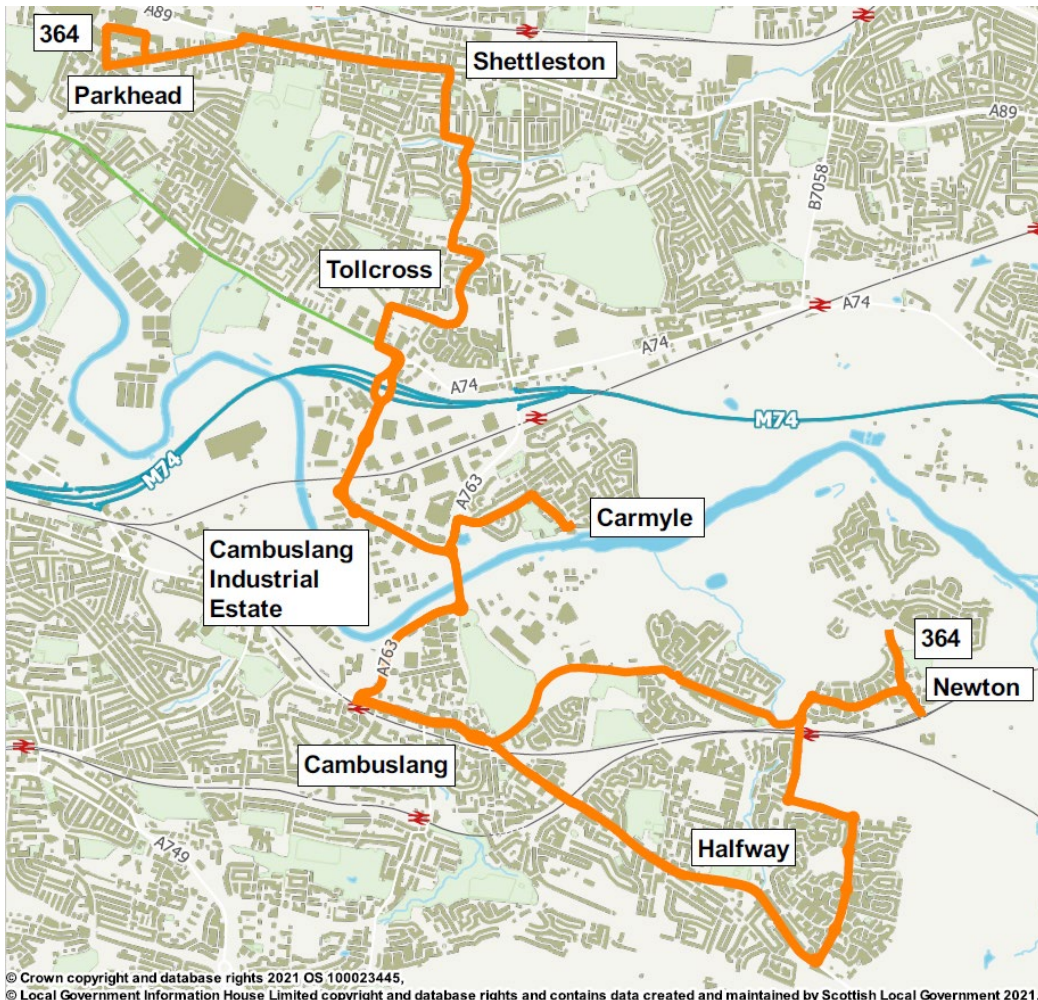 A89
364
Shettleston
Parkhead
A89
B7058
Tollcross
A74
A74
A74
M74
M74
A763
Carmyle
Cambuslang
Industrial
Estate
364
A763
Newton
Cambuslang
Halfway
A749
© Crown copyright and database rights 2021 OS 100023445,
© Local Government Information House Limited copyright and database rights and contains data created and maintained by Scottish Local Government 2021.